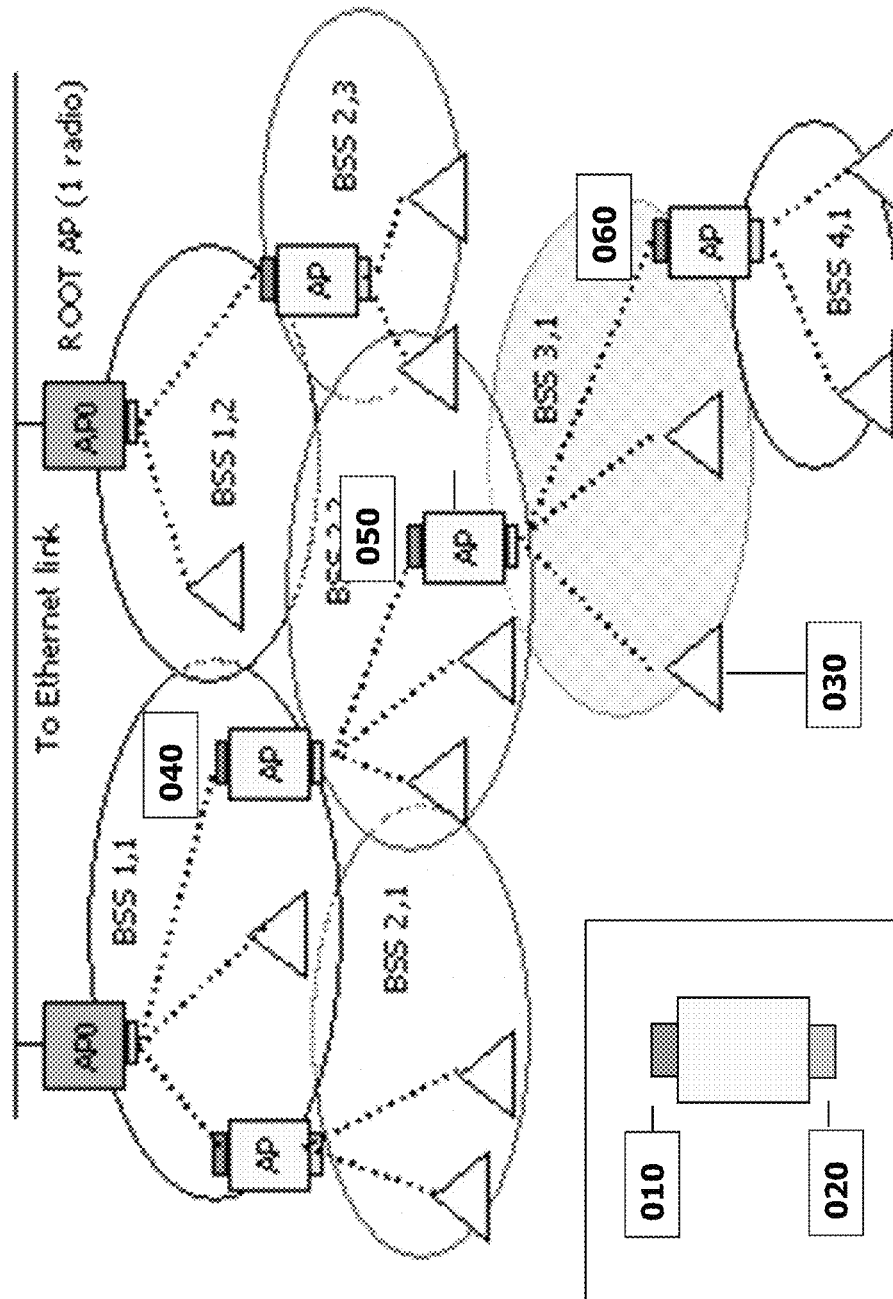 To Ethernet link
ROOT AP (1 radio)
AP0
AP0
BSS 1,1
040
BSS 1,2
AP
AP
AP
BSS 2,3
050
BSS 2,1
AP
BSS 3,1
060
AP
BSS 4,1
010
020
030